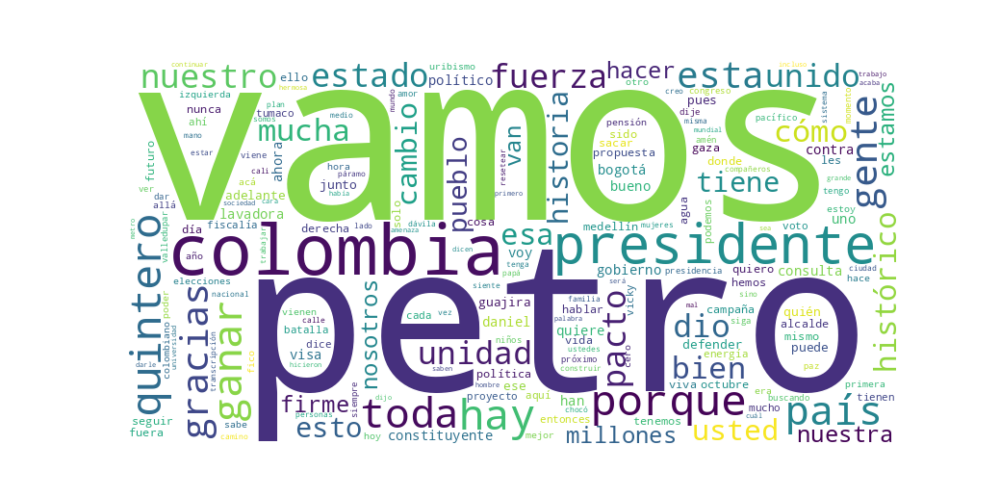 continuar
uribismo
incluso
trabajo
nuestro
ello
estado
político
fuerza
hacer
otro
estaunido
acaba
hermosa
izquierda
amor
mundo
pues
creo
congreso
nunca
plan
tumaco
dije
sistema
momento
ahí
somos
medio
misma
pacífico
mano
mucha
cambio
van
historia
pensión
sido
sacar
mundial
amén
cómo
gente
estamos
estar
viene
ahora
pueblo
resetear
propuesta
gaza
donde
contra
les
futuro
cali
hora
páramo
bogotá
compañeros
vamos
ver
acá
junto
bueno
tiene
tengo
grande
dar
adelante
había
primero
agua
podemos
estoy
allá
lavadora
sociedad
cara
solo
dávila
cosa
medellín
mujeres
voto
uno
metro
valledupar
día
fiscalía
derecha
lado
amenaza
esa
sea
quintero
colombia
dicen
voy
presidente
histórico
año
trabajar
tenga
papá
gobierno
presidencia
quiero
consulta
ciudad
elecciones
siente
hemos
hace
poder
nacional
nosotros
guajira
familia
será
vicky
mal
sino
gracias
ganar
vienen
calle
cada
vez
daniel
hablar
pacto
dio
campaña
quién
alcalde
colombiano
universidad
batalla
niños
quiere
palabra
vida
siga
mismo
petro
darle
transcripción
dice
unidad
ustedes
cero
defender
energía
puede
hicieron
fico
visa
saben
próximo
construir
bien
paz
política
hombre
ese
aquí
proyecto
han
viva
octubre
era
primera
firme
siempre
dijo
toda
hay
chocó
porque
buscando
tienen
seguir
sabe
personas
esto
entonces
tenemos
mucho
cual
país
fuera
camino
hoy
constituyente
mejor
millones
usted
nuestra